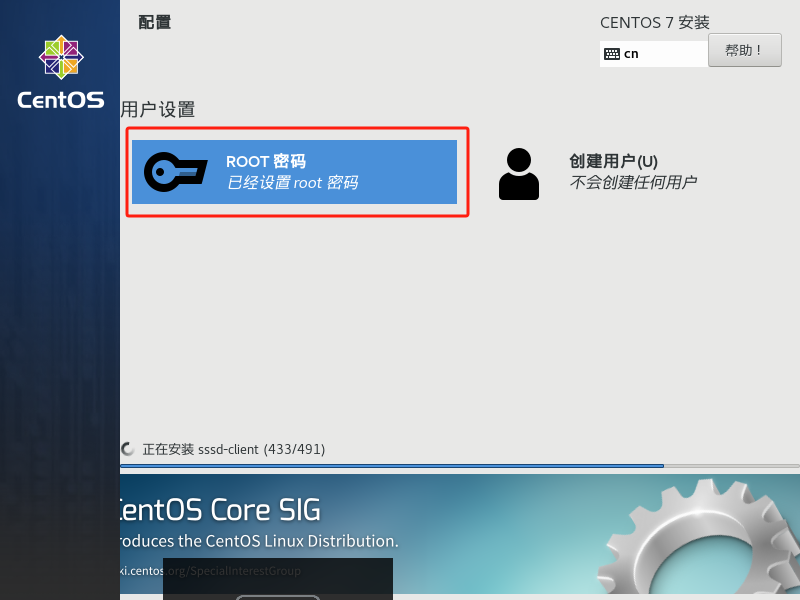 配置
CENTOS 7 安装
cn
帮助！
CentOS
用户设置
ROOT 密码
已经设置 root 密码
创建用户(U)
不会创建任何用户
正在安装 sssd-client (433/491)
CentOS Core SIG
roduces the CentOS Linux Distribution.
ki.centos.org/SpecialInterestGroup